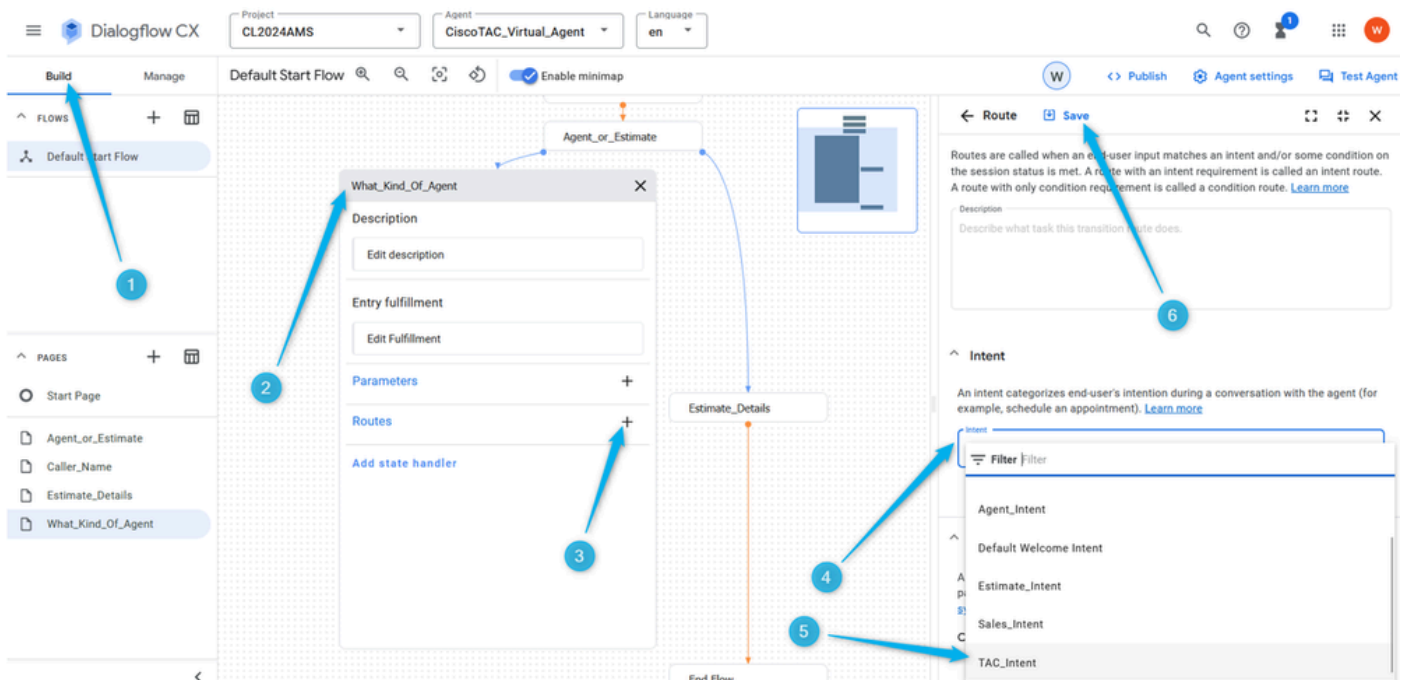 Dialogflow CX
Project
CL2024AMS
Agent
CiscoTAC_Virtual_Agent
Language
en
1
W
Build
Manage
Default Start Flow
Enable minimap
W
Publish
Agent settings
Test Agent
FLOWS
Default Start Flow
1
PAGES
Start Page
Agent_or_Estimate
Caller_Name
Estimate_Details
What_Kind_Of_Agent
Agent_or_Estimate
What_Kind_Of_Agent
Description
Edit description
Entry fulfillment
Edit Fulfillment
2
Parameters
Routes
Add state handler
3
Estimate_Details
End Flow
Route
Save
Routes are called when an end-user input matches an intent and/or some condition on
the session status is met. A route with an intent requirement is called an intent route.
A route with only condition requirement is called a condition route. Learn more
Description
Describe what task this transition route does.
6
Intent
An intent categorizes end-user's intention during a conversation with the agent (for
example, schedule an appointment). Learn more
Intent
Filter Filter
Agent_Intent
Default Welcome Intent
4
Estimate_Intent
Sales_Intent
5
TAC_Intent